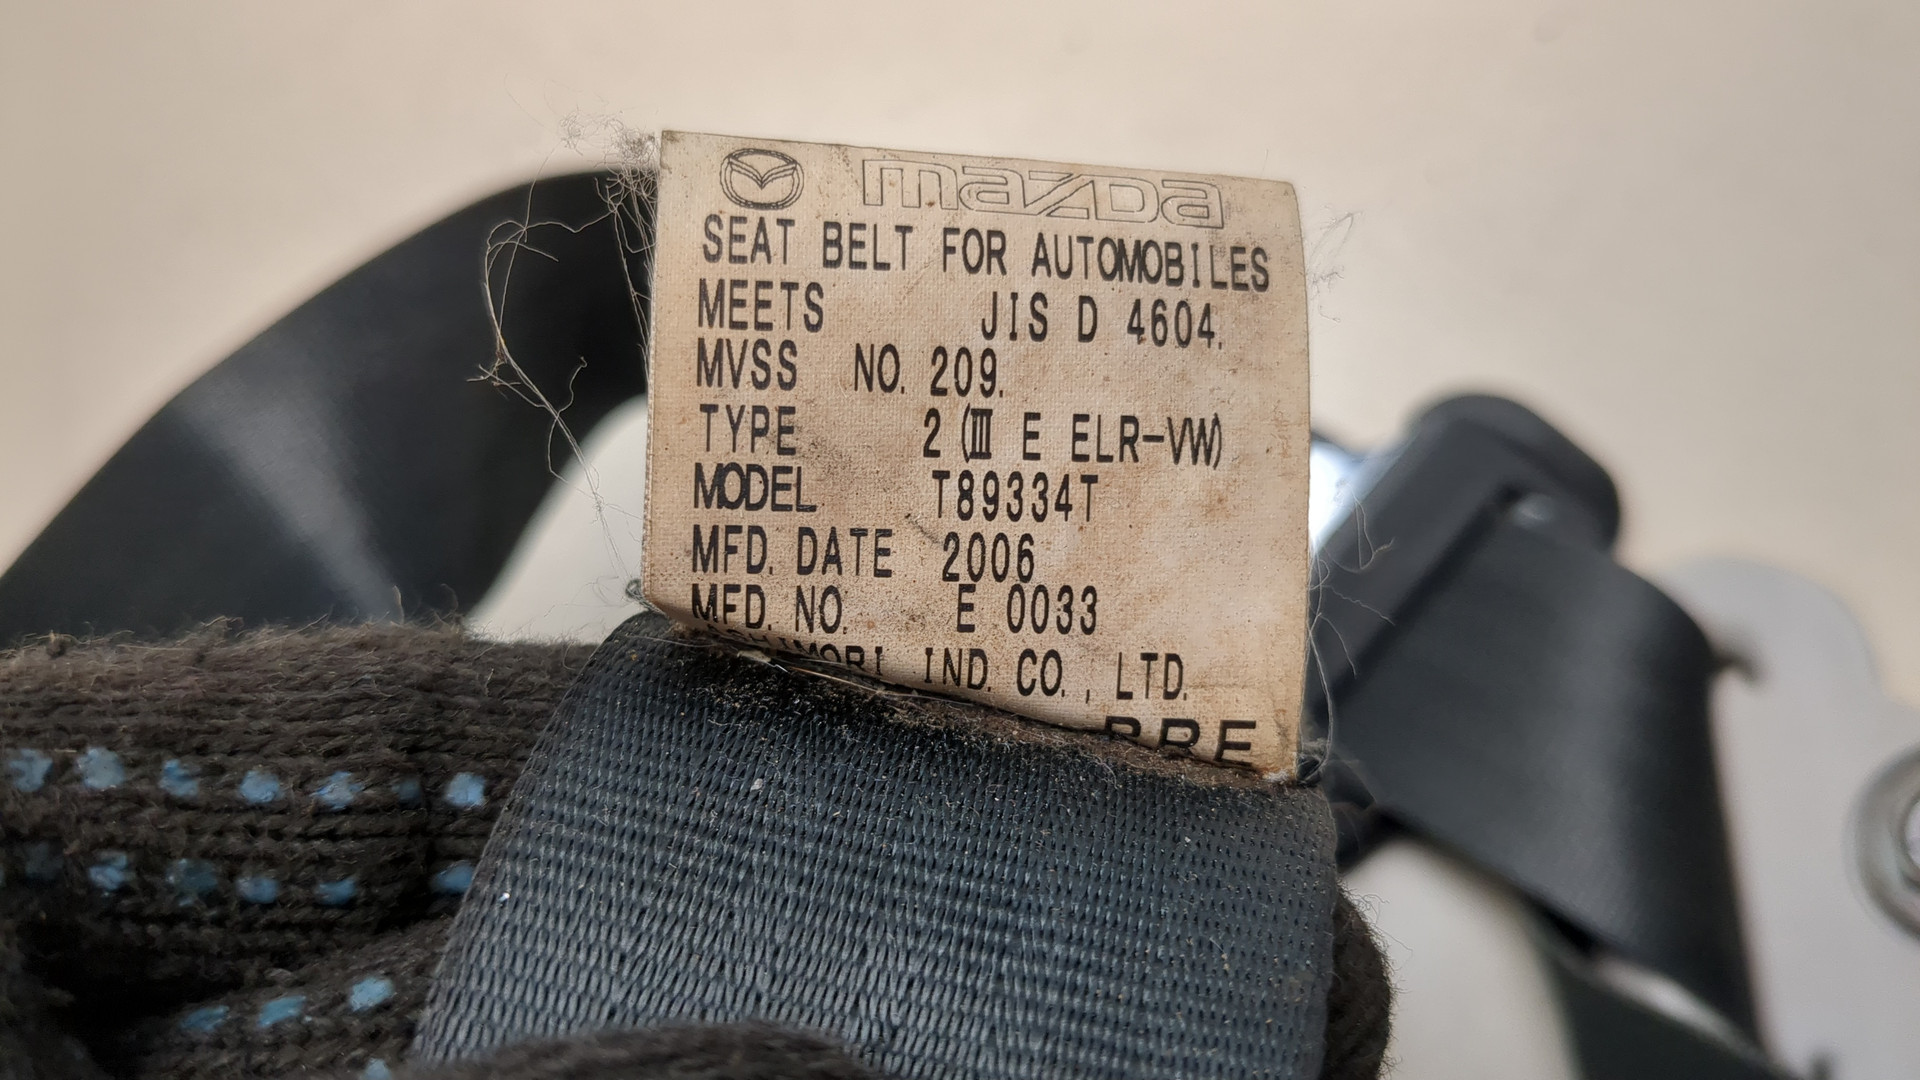 mazda
SEAT BELT FOR AUTOMOBILES
MEETS JIS D 4604.
MVSS NO. 209.
TYPE 2 (Ⅲ E ELR-VW)
MODEL T89334T
MFD. DATE 2006
MFD. NO. E 0033
IND. CO., LTD.